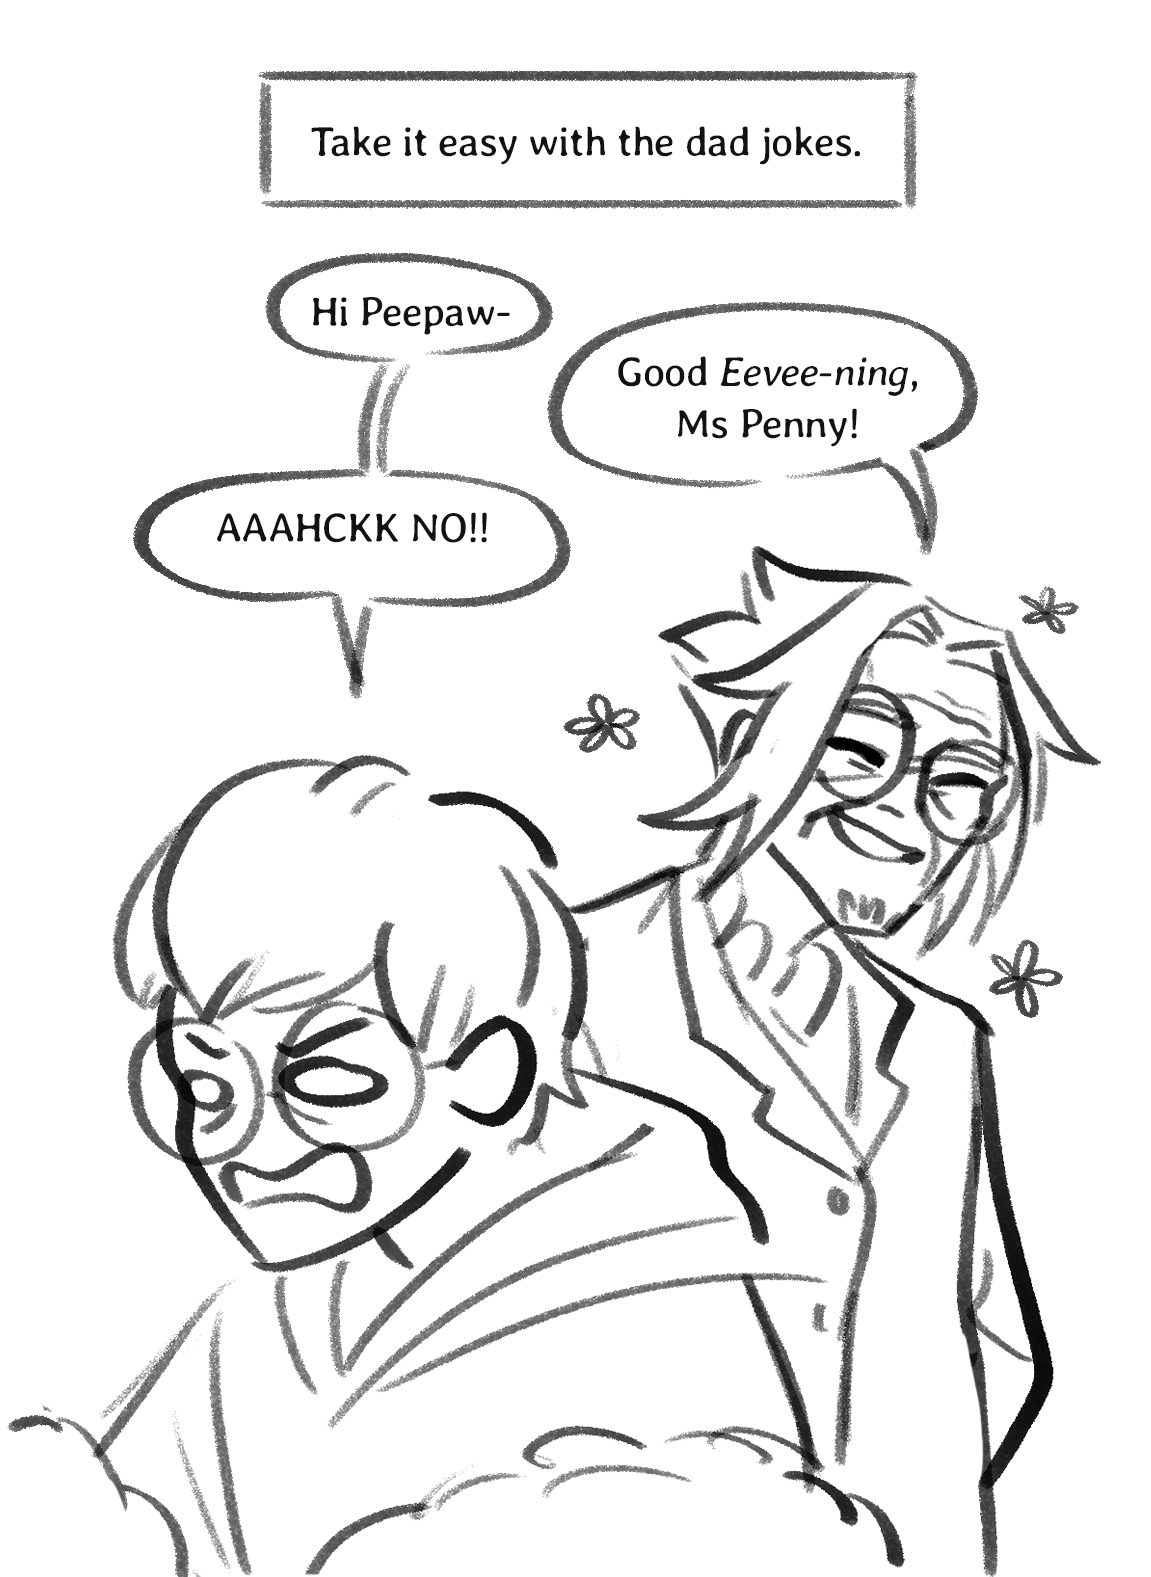 Take it easy with the dad jokes.
Hi Peepaw-
Good Eevee-ning,
Ms Penny!
AAAHCKK NO!!